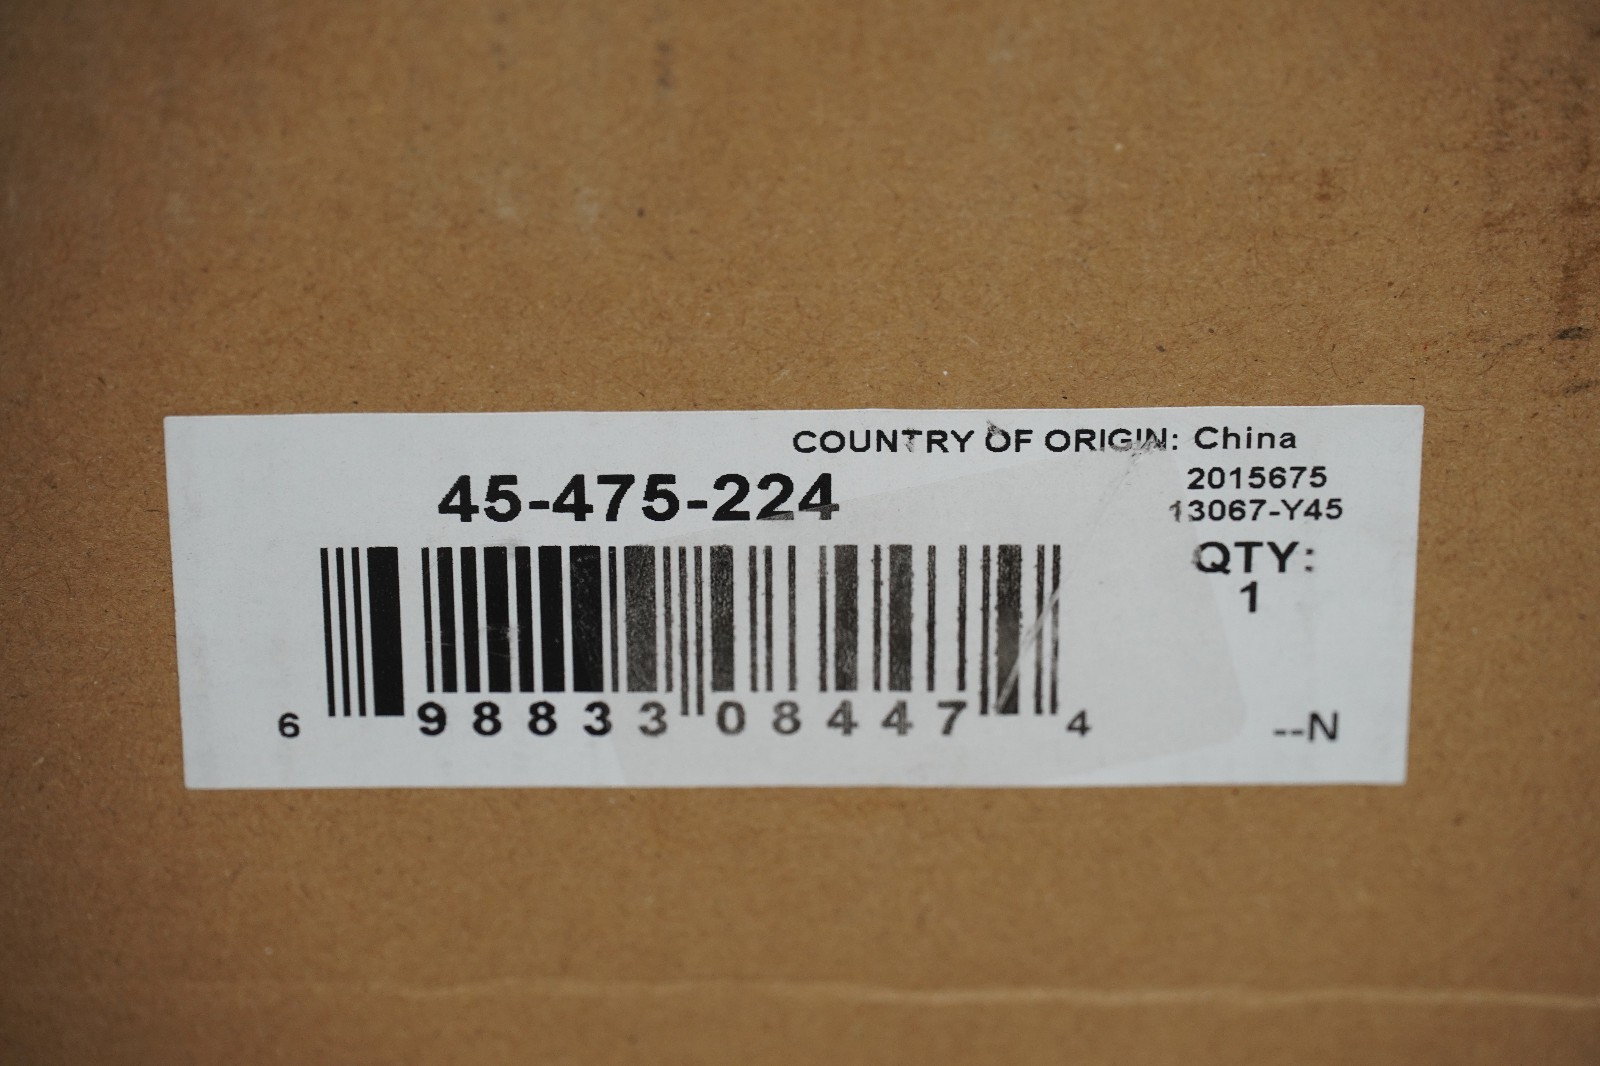 COUNTRY OF ORIGIN: China
45-475-224
2015675
13067-Y45
QTY:
1
6 98833 08447 4
--N